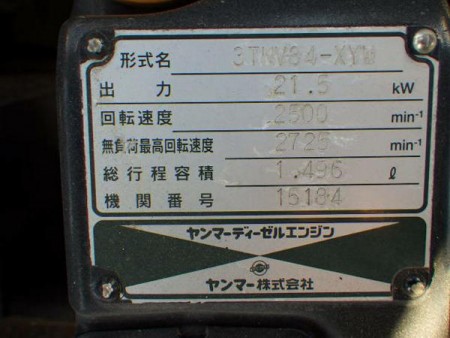 形式名 3TNV84-XYW
出力 21.5 kW
回転速度 2500 min-1
無負荷最高回転速度 2725 min-1
総行程容積 1.496 ℓ
機関番号 15184
ヤンマーディーゼルエンジン
ヤンマー株式会社